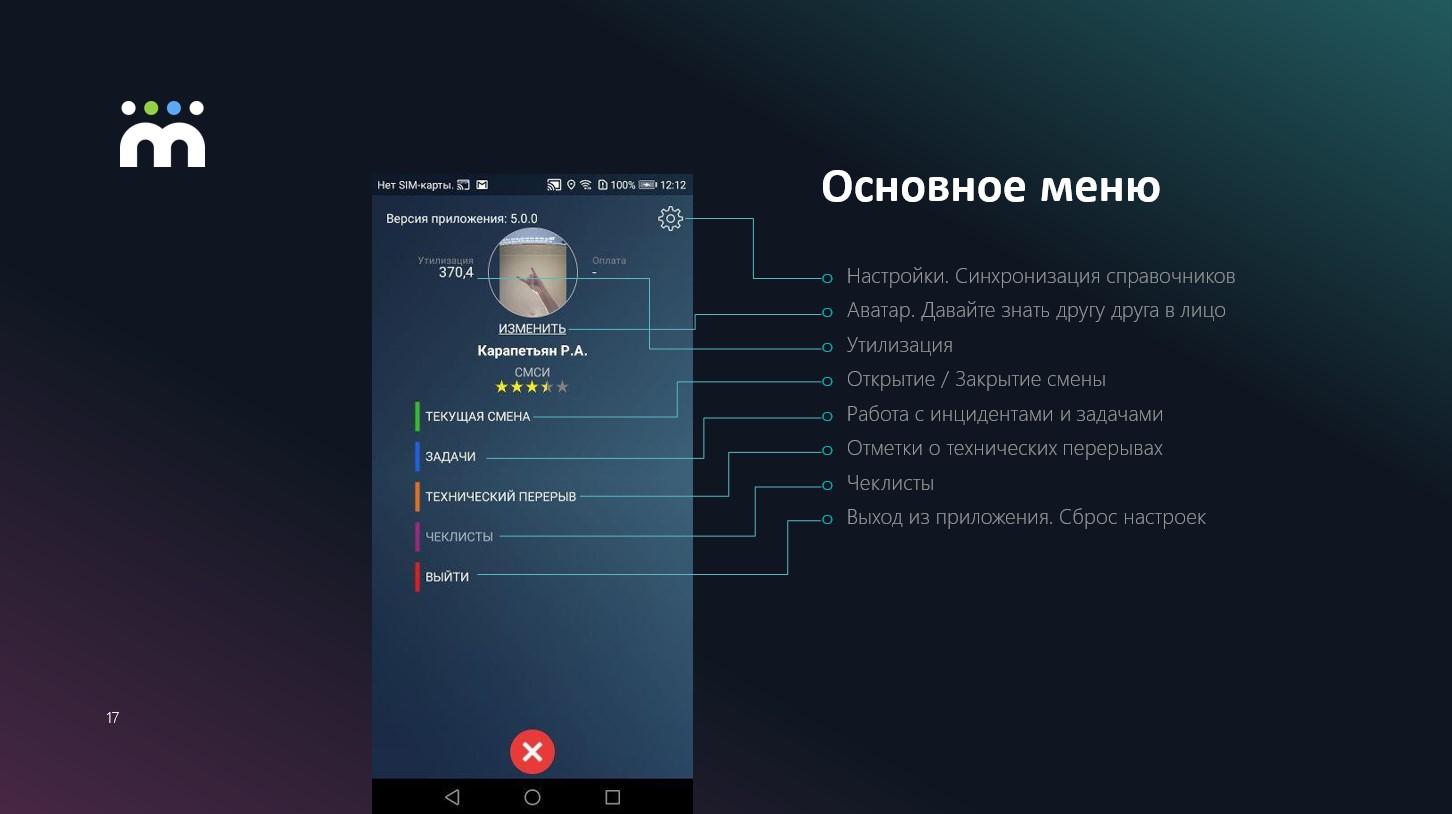 Нет SIM-карты.
100%
12:12
Версия приложения: 5.0.0
Утилизация
370,4
Оплата
-
ИЗМЕНИТЬ
Карапетьян Р.А.
СМСИ
ТЕКУЩАЯ СМЕНА
ЗАДАЧИ
ТЕХНИЧЕСКИЙ ПЕРЕРЫВ
ЧЕКЛИСТЫ
ВЫЙТИ
Основное меню
Настройки. Синхронизация справочников
Аватар. Давайте знать другу друга в лицо
Утилизация
Открытие / Закрытие смены
Работа с инцидентами и задачами
Отметки о технических перерывах
Чеклисты
Выход из приложения. Сброс настроек
17